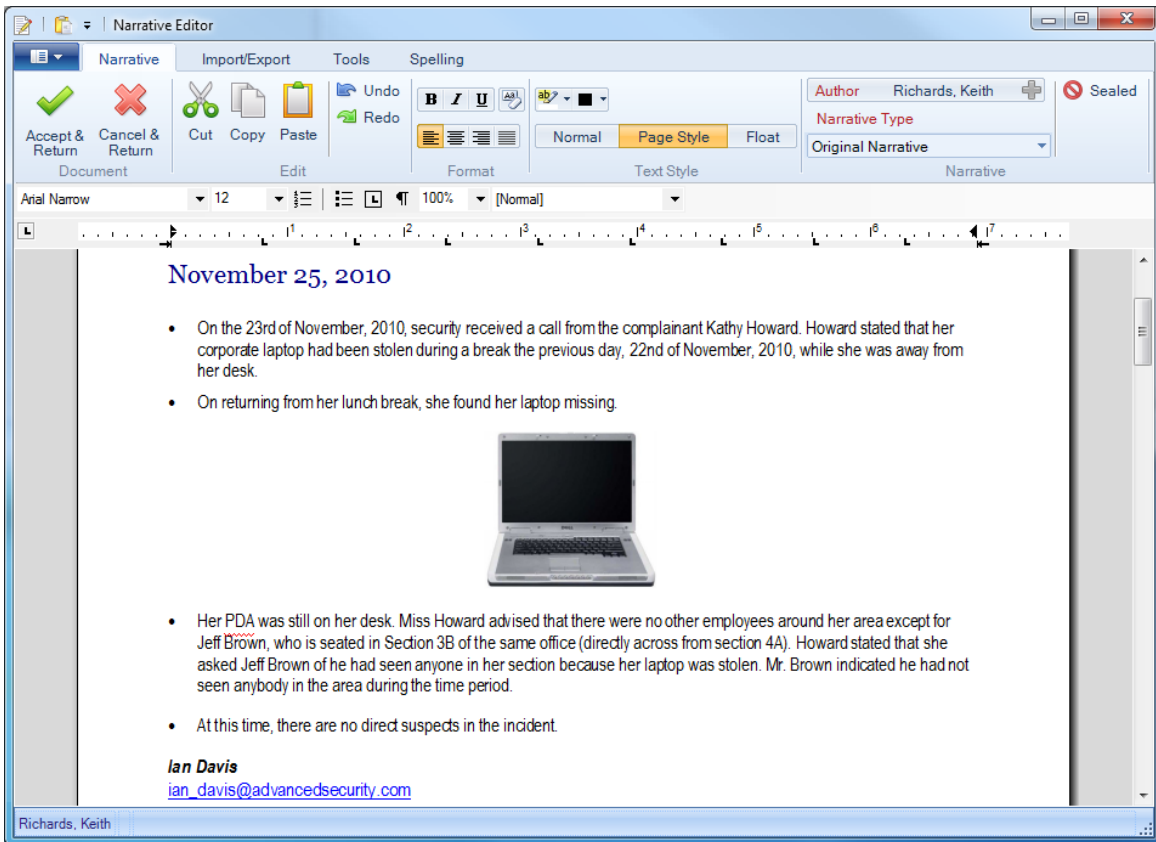 Narrative Editor
Narrative Import/Export Tools Spelling
Accept & Return
Cancel & Return
Cut Copy Paste
Undo
Redo
B I U
Normal Page Style Float
Author Richards, Keith
Narrative Type
Original Narrative
Sealed
Document Edit Format Text Style Narrative
Arial Narrow 12 100% [Normal]
1 2 3 4 5 6 7
November 25, 2010
• On the 23rd of November, 2010, security received a call from the complainant Kathy Howard. Howard stated that her
corporate laptop had been stolen during a break the previous day, 22nd of November, 2010, while she was away from
her desk.
• On returning from her lunch break, she found her laptop missing.
• Her PDA was still on her desk. Miss Howard advised that there were no other employees around her area except for
Jeff Brown, who is seated in Section 3B of the same office (directly across from section 4A). Howard stated that she
asked Jeff Brown of he had seen anyone in her section because her laptop was stolen. Mr. Brown indicated he had not
seen anybody in the area during the time period.
• At this time, there are no direct suspects in the incident.
Ian Davis
ian_davis@advancedsecurity.com
Richards, Keith